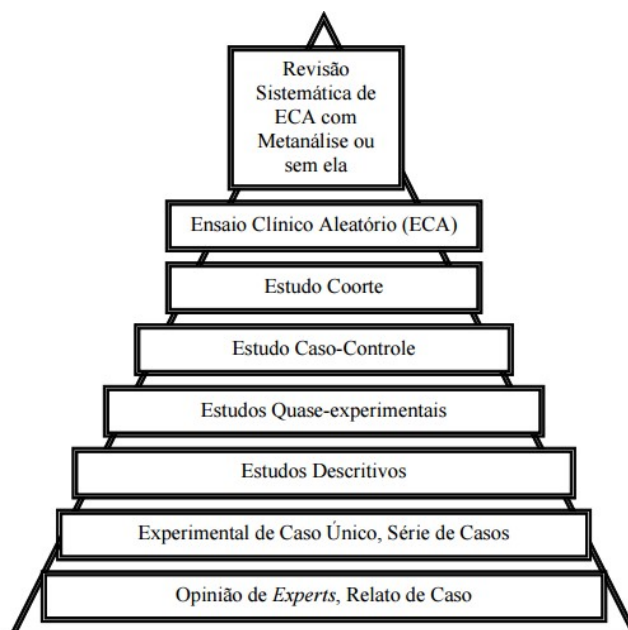 Revisão
Sistemática de
ECA com
Metanálise ou
sem ela
Ensaio Clínico Aleatório (ECA)
Estudo Coorte
Estudo Caso-Controle
Estudos Quase-experimentais
Estudos Descritivos
Experimental de Caso Único, Série de Casos
Opinião de Experts, Relato de Caso